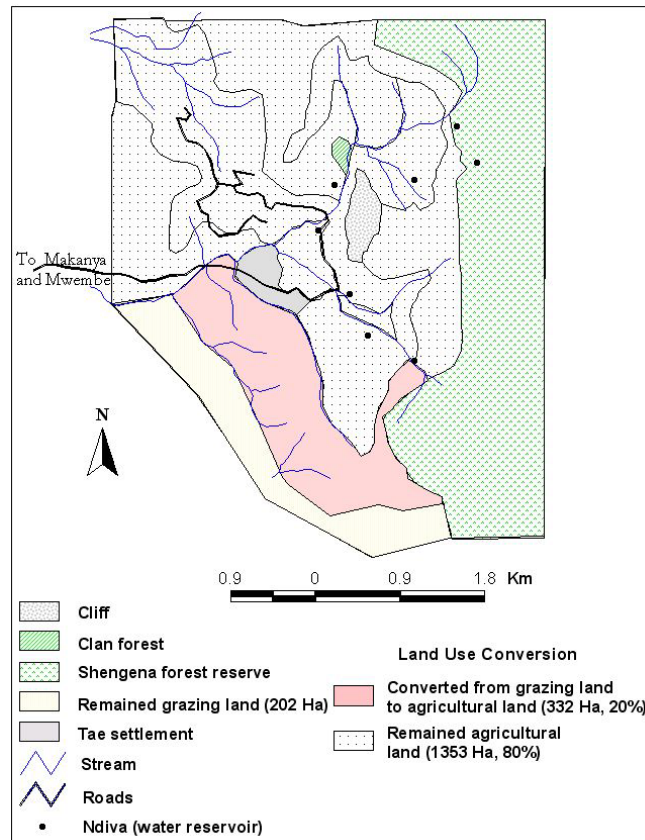 To Makanya
and Mwembe
N
0.9 0 0.9 1.8 Km
Cliff
Clan forest
Shengena forest reserve
Remained grazing land (202 Ha)
Tae settlement
Stream
Roads
Ndiva (water reservoir)
Land Use Conversion
Converted from grazing land
to agricultural land (332 Ha, 20%)
Remained agricultural
land (1353 Ha, 80%)